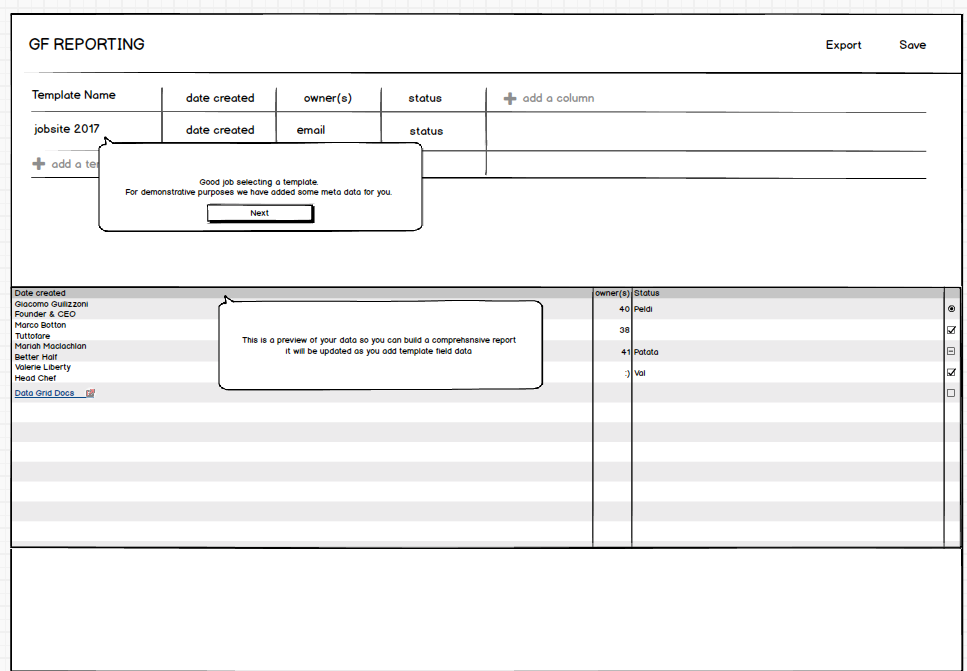 GF REPORTING
Export
Save
Template Name
date created
owner(s)
status
add a column
jobsite 2017
date created
email
status
add a ter
Good job selecting a template.
For demonstrative purposes we have added some meta data for you.
Next
Date created
owner(s)
Status
Giacomo Guilizzoni
Founder & CEO
40
Peldi
Marco Botton
Tuttofare
38
Mariah Maclachlan
Better Half
41
Patata
Valerie Liberty
Head Chef
:)
Val
Data Grid Docs
This is a preview of your data so you can build a comprehsnsive report
it will be updated as you add template field data